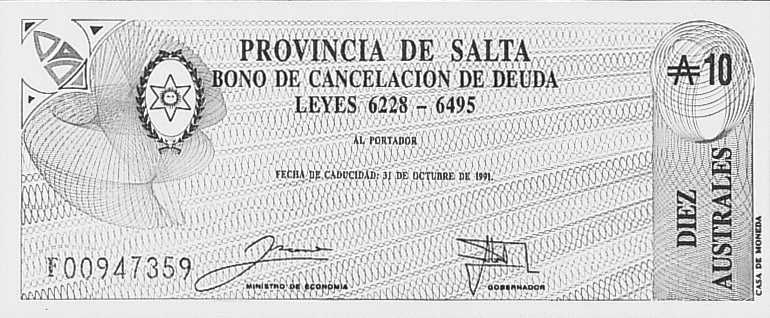 PROVINCIA DE SALTA
BONO DE CANCELACION DE DEUDA
LEYES 6228 - 6495
AL PORTADOR
FECHA DE CADUCIDAD: 31 DE OCTUBRE DE 1991.
₳ 10
DIEZ
AUSTRALES
CASA DE MONEDA
00947359
MINISTRO DE ECONOMIA
GOBERNADOR